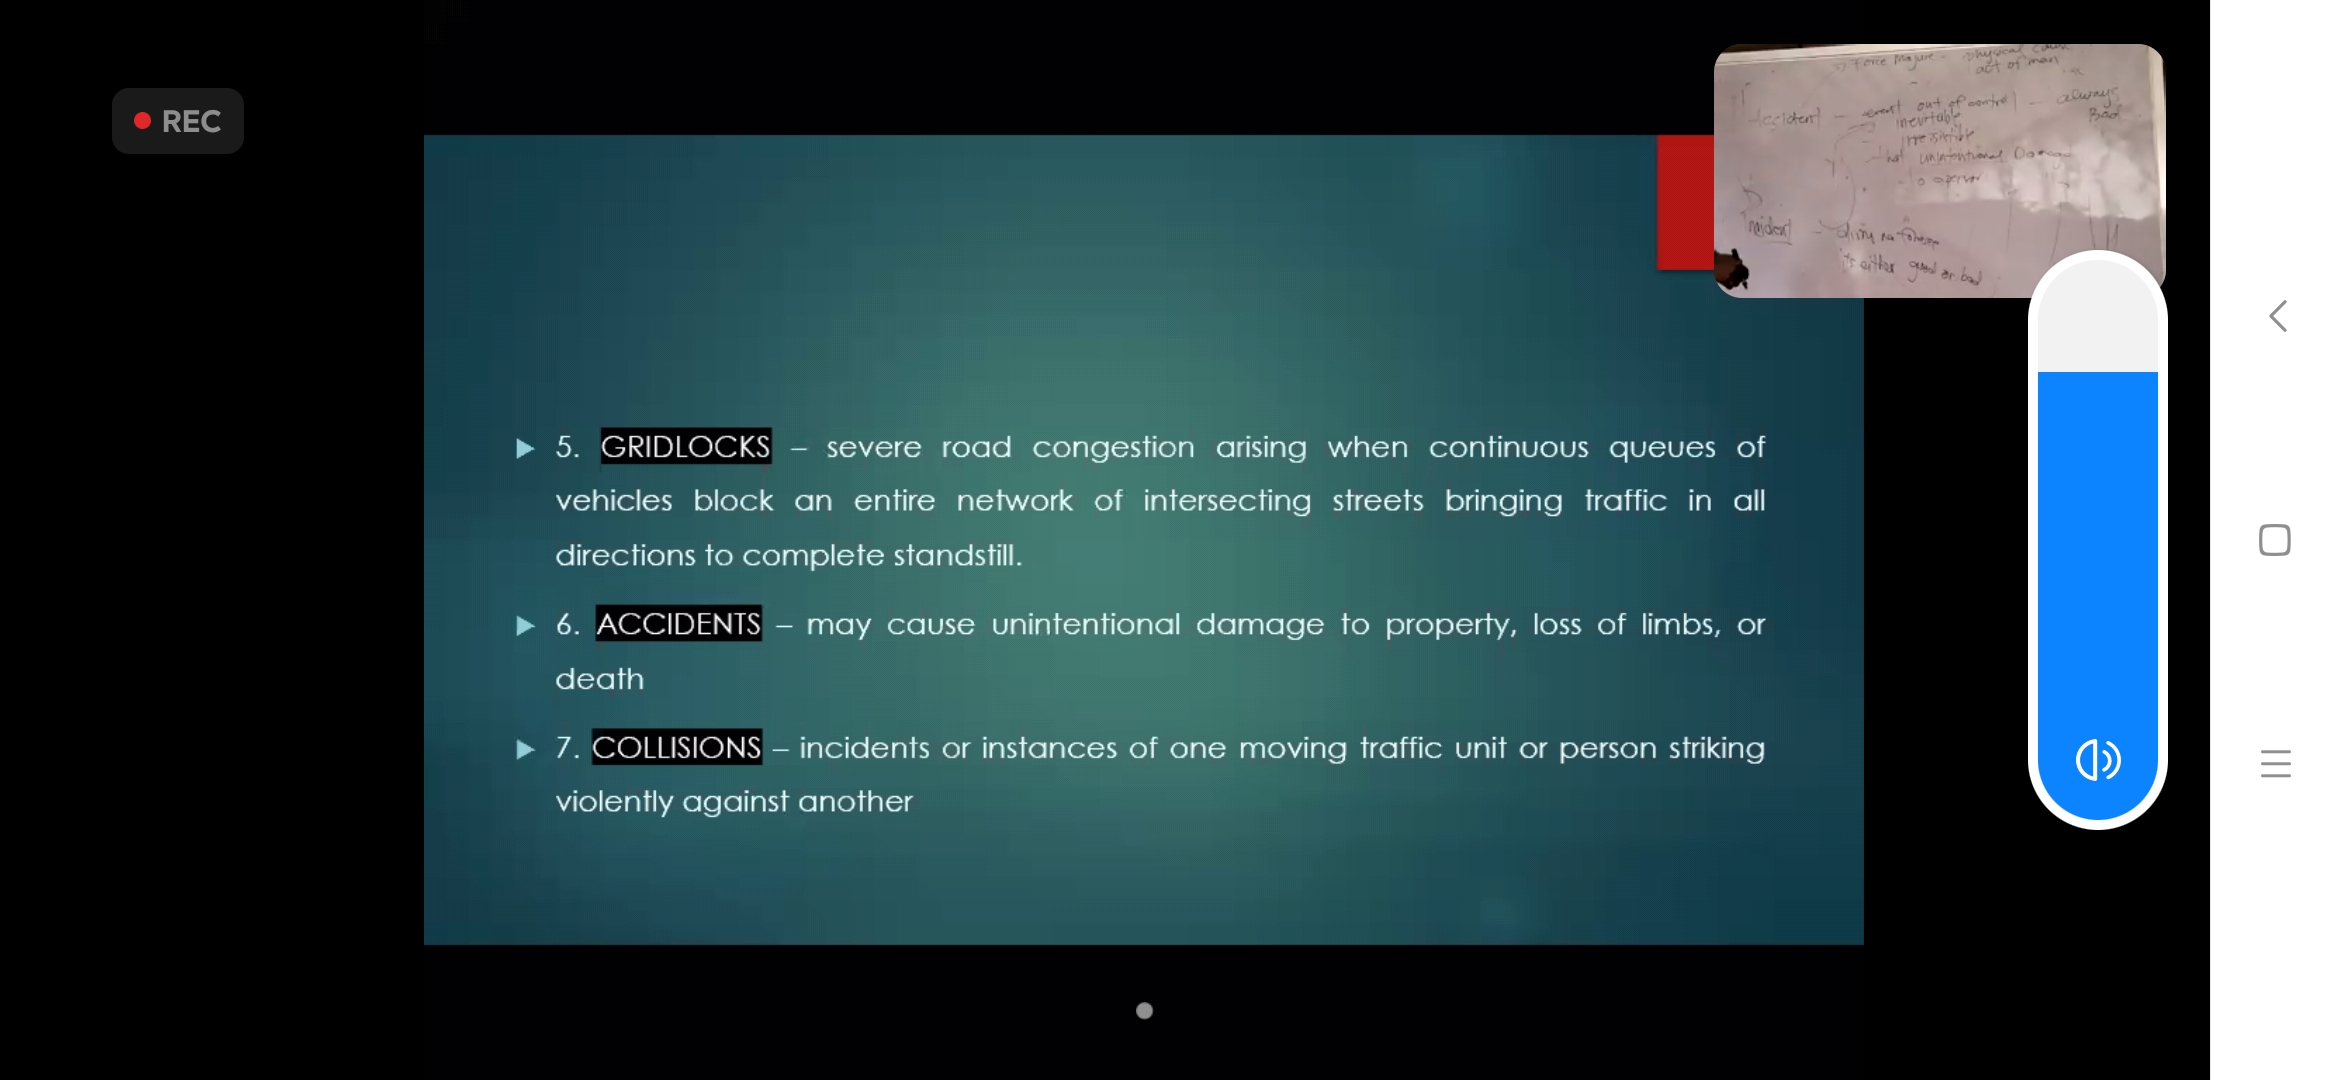 REC
5. GRIDLOCKS – severe road congestion arising when continuous queues of
vehicles block an entire network of intersecting streets bringing traffic in all
directions to complete standstill.
6. ACCIDENTS – may cause unintentional damage to property, loss of limbs, or
death
7. COLLISIONS – incidents or instances of one moving traffic unit or person striking
violently against another
Force Majure - physical cause
act of man
Accident - event out of control - always
inevitable Bad
irresistible
unintentional Damage
to a person
Incident -
its either good or bad